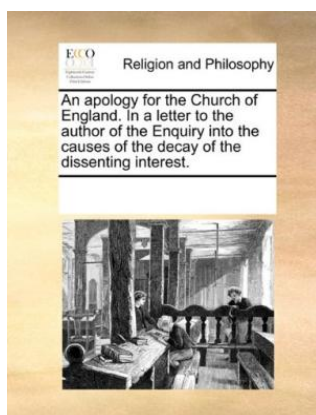 ECCO
Religion and Philosophy
An apology for the Church of
England. In a letter to the
author of the Enquiry into the
causes of the decay of the
dissenting interest.